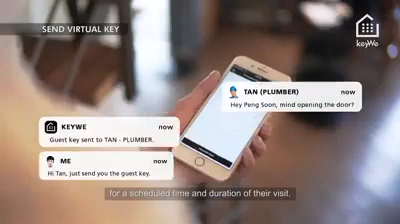 SEND VIRTUAL KEY
keyWe
TAN (PLUMBER)
now
Hey Peng Soon, mind opening the door?
KEYWE
now
Guest key sent to TAN - PLUMBER.
ME
now
Hi Tan, just send you the guest key.
for a scheduled time and duration of their visit.